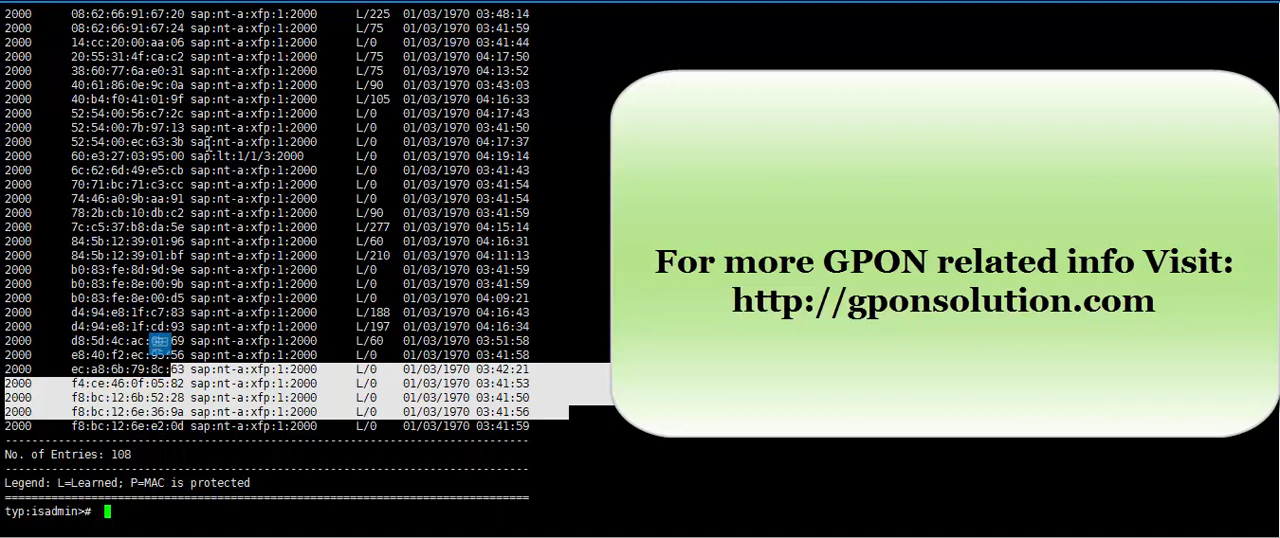 2000 08:62:66:91:67:20 sap:nt-a:xfp:1:2000 L/225 01/03/1970 03:48:14
2000 08:62:66:91:67:24 sap:nt-a:xfp:1:2000 L/75 01/03/1970 03:41:59
2000 14:cc:20:00:aa:06 sap:nt-a:xfp:1:2000 L/0 01/03/1970 03:41:44
2000 20:55:31:4f:ca:c2 sap:nt-a:xfp:1:2000 L/75 01/03/1970 04:17:50
2000 38:60:77:6a:e0:31 sap:nt-a:xfp:1:2000 L/75 01/03/1970 04:13:52
2000 40:61:86:0e:9c:0a sap:nt-a:xfp:1:2000 L/90 01/03/1970 03:43:03
2000 40:b4:f0:41:01:9f sap:nt-a:xfp:1:2000 L/105 01/03/1970 04:16:33
2000 52:54:00:56:c7:2c sap:nt-a:xfp:1:2000 L/0 01/03/1970 04:17:43
2000 52:54:00:7b:97:13 sap:nt-a:xfp:1:2000 L/0 01/03/1970 03:41:50
2000 52:54:00:ec:63:3b sap:nt-a:xfp:1:2000 L/0 01/03/1970 04:17:37
2000 60:e3:27:03:95:00 sap:lt:1/1/3:2000 L/0 01/03/1970 04:19:14
2000 6c:62:6d:49:e5:cb sap:nt-a:xfp:1:2000 L/0 01/03/1970 03:41:43
2000 70:71:bc:71:c3:cc sap:nt-a:xfp:1:2000 L/0 01/03/1970 03:41:54
2000 74:46:a0:9b:aa:91 sap:nt-a:xfp:1:2000 L/0 01/03/1970 03:41:54
2000 78:2b:cb:10:db:c2 sap:nt-a:xfp:1:2000 L/90 01/03/1970 03:41:59
2000 7c:c5:37:b8:da:5e sap:nt-a:xfp:1:2000 L/277 01/03/1970 04:15:14
2000 84:5b:12:39:01:96 sap:nt-a:xfp:1:2000 L/60 01/03/1970 04:16:31
2000 84:5b:12:39:01:bf sap:nt-a:xfp:1:2000 L/210 01/03/1970 04:11:13
2000 b0:83:fe:8d:9d:9e sap:nt-a:xfp:1:2000 L/0 01/03/1970 03:41:59
2000 b0:83:fe:8e:00:9b sap:nt-a:xfp:1:2000 L/0 01/03/1970 03:41:59
2000 b0:83:fe:8e:00:d5 sap:nt-a:xfp:1:2000 L/0 01/03/1970 04:09:21
2000 d4:94:e8:1f:c7:83 sap:nt-a:xfp:1:2000 L/188 01/03/1970 04:16:43
2000 d4:94:e8:1f:cd:93 sap:nt-a:xfp:1:2000 L/197 01/03/1970 04:16:34
2000 sap:nt-a:xfp:1:2000 L/60 01/03/1970 03:51:58
2000 sap:nt-a:xfp:1:2000 L/0 01/03/1970 03:41:58
2000 ec:a8:6b:79:8c:63 sap:nt-a:xfp:1:2000 L/0 01/03/1970 03:42:21
2000 f4:ce:46:0f:05:82 sap:nt-a:xfp:1:2000 L/0 01/03/1970 03:41:53
2000 f8:bc:12:6b:52:28 sap:nt-a:xfp:1:2000 L/0 01/03/1970 03:41:50
2000 f8:bc:12:6e:36:9a sap:nt-a:xfp:1:2000 L/0 01/03/1970 03:41:56
2000 f8:bc:12:6e:e2:0d sap:nt-a:xfp:1:2000 L/0 01/03/1970 03:41:59
No. of Entries: 108
Legend: L=Learned; P=MAC is protected
typ:isadmin>#
For more GPON related info Visit:
http://gponsolution.com